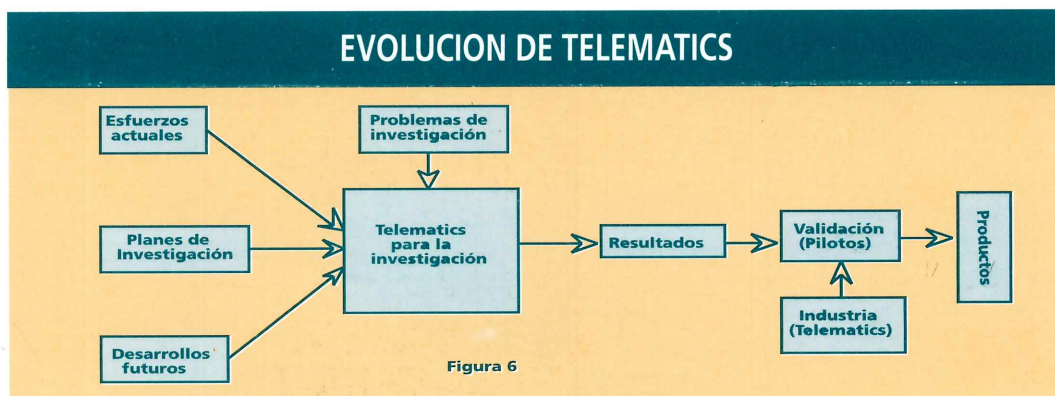 EVOLUCION DE TELEMATICS
Esfuerzos
actuales
Problemas de
investigación
Planes de
Investigación
Telematics
para la
investigación
Resultados
Validación
(Pilotos)
Productos
Industria
(Telematics)
Desarrollos
futuros
Figura 6